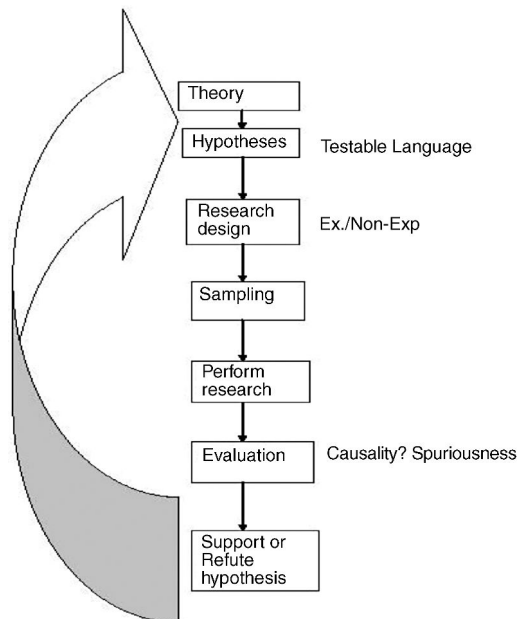 Theory
Hypotheses
Testable Language
Research
design
Ex./Non-Exp
Sampling
Perform
research
Evaluation
Causality? Spuriousness
Support or
Refute
hypothesis